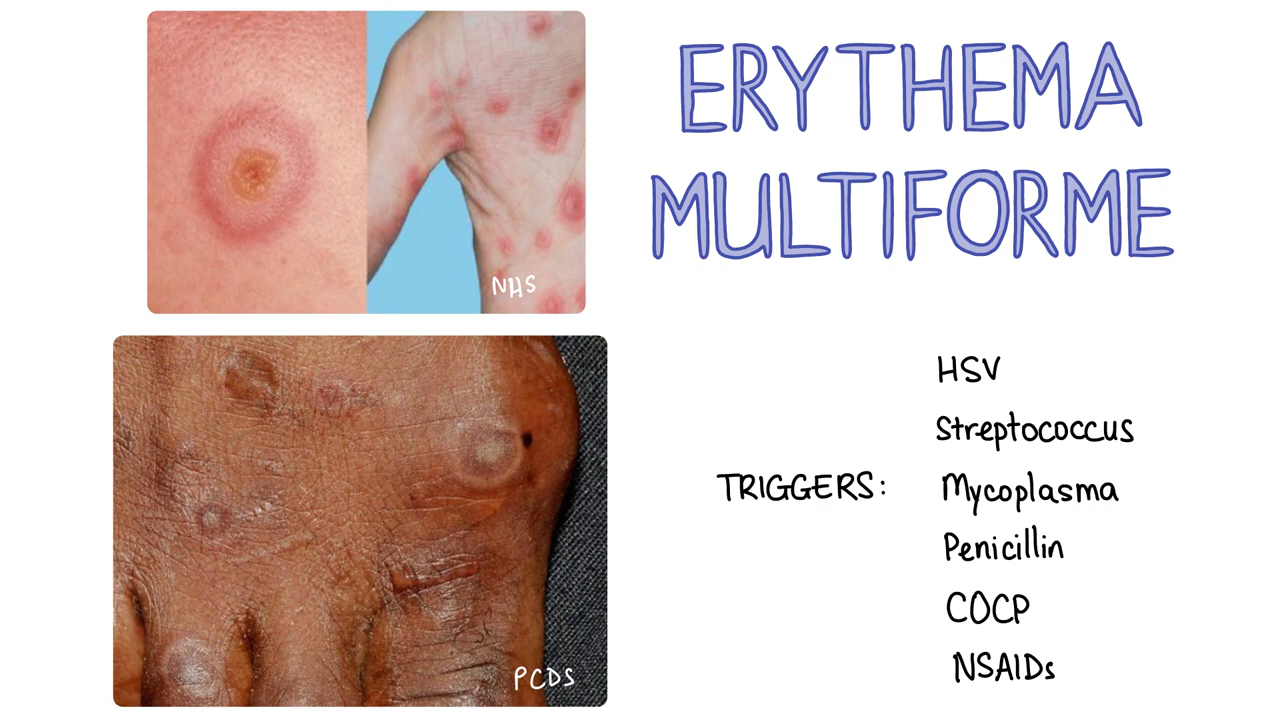 ERYTHEMA
MULTIFORME
NHS
HSV
Streptococcus
TRIGGERS: Mycoplasma
Penicillin
COCP
NSAIDs
PCDS